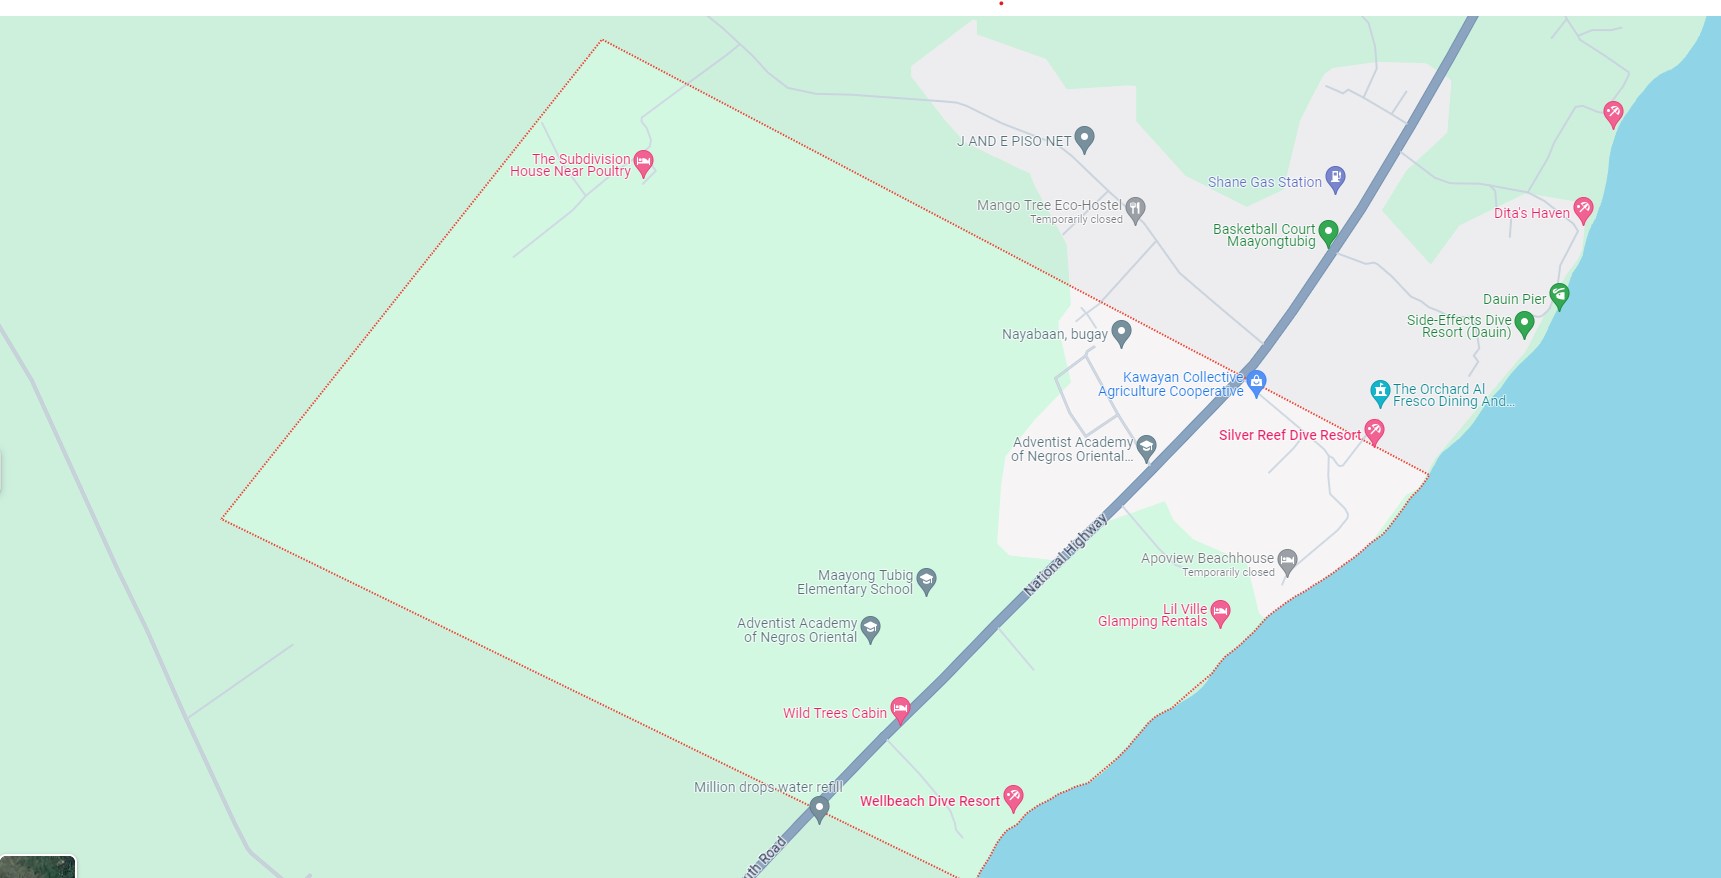 J AND E PISO NET
The Subdivision
House Near Poultry
Shane Gas Station
Mango Tree Eco-Hostel
Temporarily closed
Dita's Haven
Basketball Court
Maayongtubig
Dauin Pier
Side-Effects Dive
Resort (Dauin)
Nayabaan, bugay
Kawayan Collective
Agriculture Cooperative
The Orchard Al
Fresco Dining And...
Silver Reef Dive Resort
Adventist Academy
of Negros Oriental...
National Highway
Apoview Beachhouse
Temporarily closed
Maayong Tubig
Elementary School
Lil Ville
Glamping Rentals
Adventist Academy
of Negros Oriental
Wild Trees Cabin
Million drops water refill
Wellbeach Dive Resort
uth Road